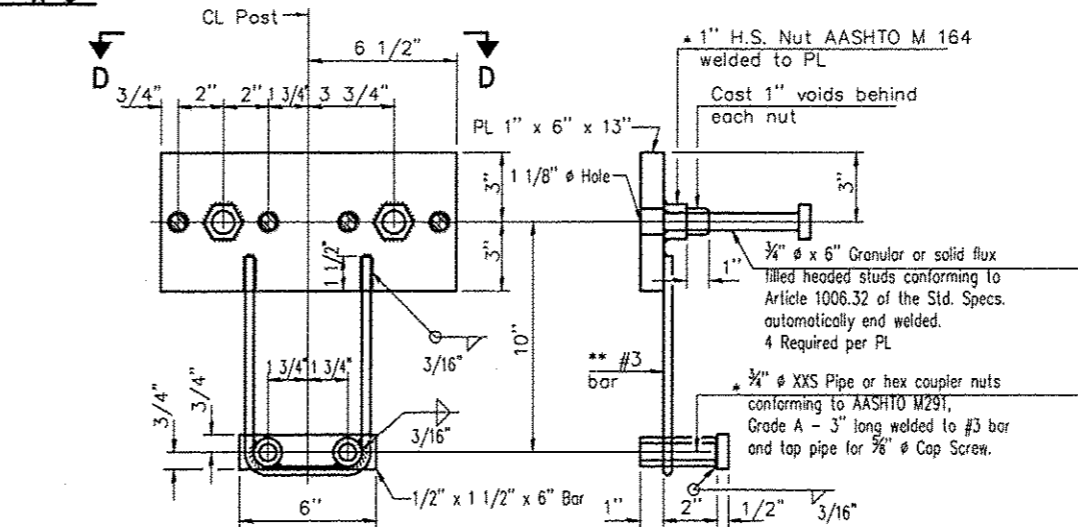 CL Post
D
D
6 1/2"
3/4"
2"
2"
1 3/4"
3 3/4"
* 1" H.S. Nut AASHTO M 164
welded to PL
Cast 1" voids behind
each nut
PL 1" x 6" x 13"
1 1/8" ø Hole
3"
3"
3"
1 1/2"
1"
¾" ø x 6" Granular or solid flux
filled headed studs conforming to
Article 1006.32 of the Std. Specs.
automatically end welded.
4 Required per PL
3/16"
10"
** #3
bar
1 3/4"
1 3/4"
3/16"
3/4"
3/4"
* ¾" ø XXS Pipe or hex coupler nuts
conforming to AASHTO M291,
Grade A - 3" long welded to #3 bar
and tap pipe for ⅝" ø Cap Screw.
1/2" x 1 1/2" x 6" Bar
6"
1"
2"
1/2"
3/16"